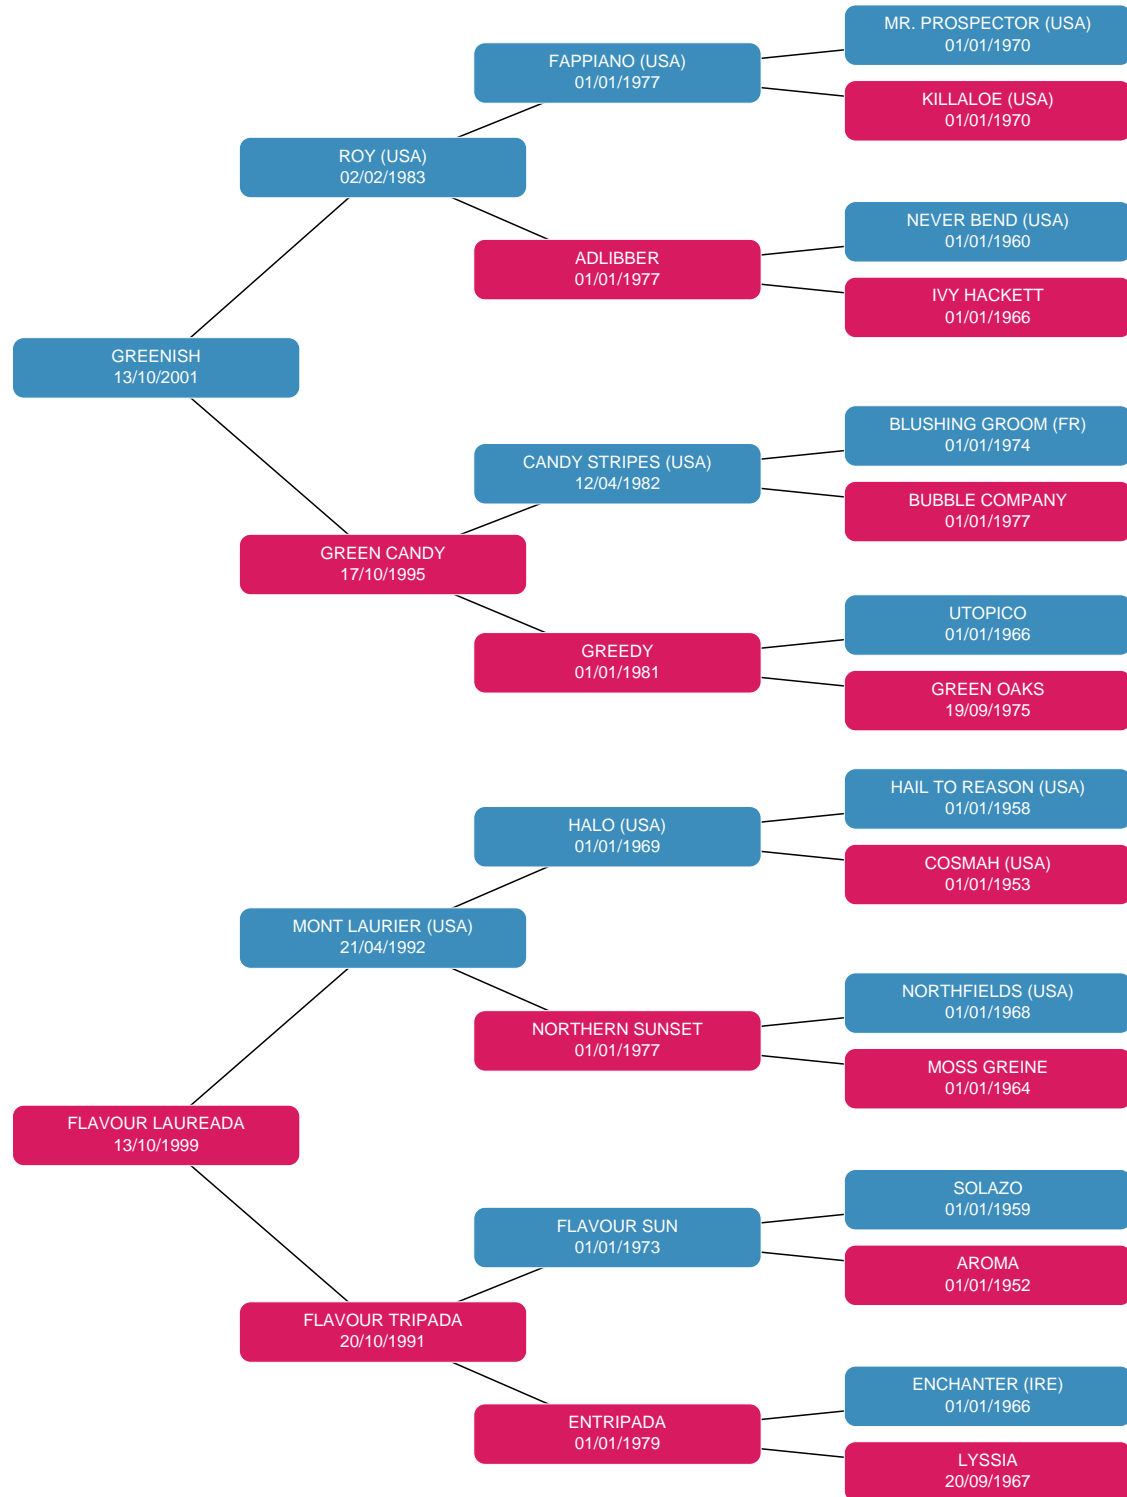 MR. PROSPECTOR (USA)
01/01/1970
FAPPIANO (USA)
01/01/1977
KILLALOE (USA)
01/01/1970
ROY (USA)
02/02/1983
NEVER BEND (USA)
01/01/1960
ADLIBBER
01/01/1977
IVY HACKETT
01/01/1966
GREENISH
13/10/2001
BLUSHING GROOM (FR)
01/01/1974
CANDY STRIPES (USA)
12/04/1982
BUBBLE COMPANY
01/01/1977
GREEN CANDY
17/10/1995
UTOPICO
01/01/1966
GREEDY
01/01/1981
GREEN OAKS
19/09/1975
HAIL TO REASON (USA)
01/01/1958
HALO (USA)
01/01/1969
COSMAH (USA)
01/01/1953
MONT LAURIER (USA)
21/04/1992
NORTHFIELDS (USA)
01/01/1968
NORTHERN SUNSET
01/01/1977
MOSS GREINE
01/01/1964
FLAVOUR LAUREADA
13/10/1999
SOLAZO
01/01/1959
FLAVOUR SUN
01/01/1973
AROMA
01/01/1952
FLAVOUR TRIPADA
20/10/1991
ENCHANTER (IRE)
01/01/1966
ENTRIPADA
01/01/1979
LYSSIA
20/09/1967